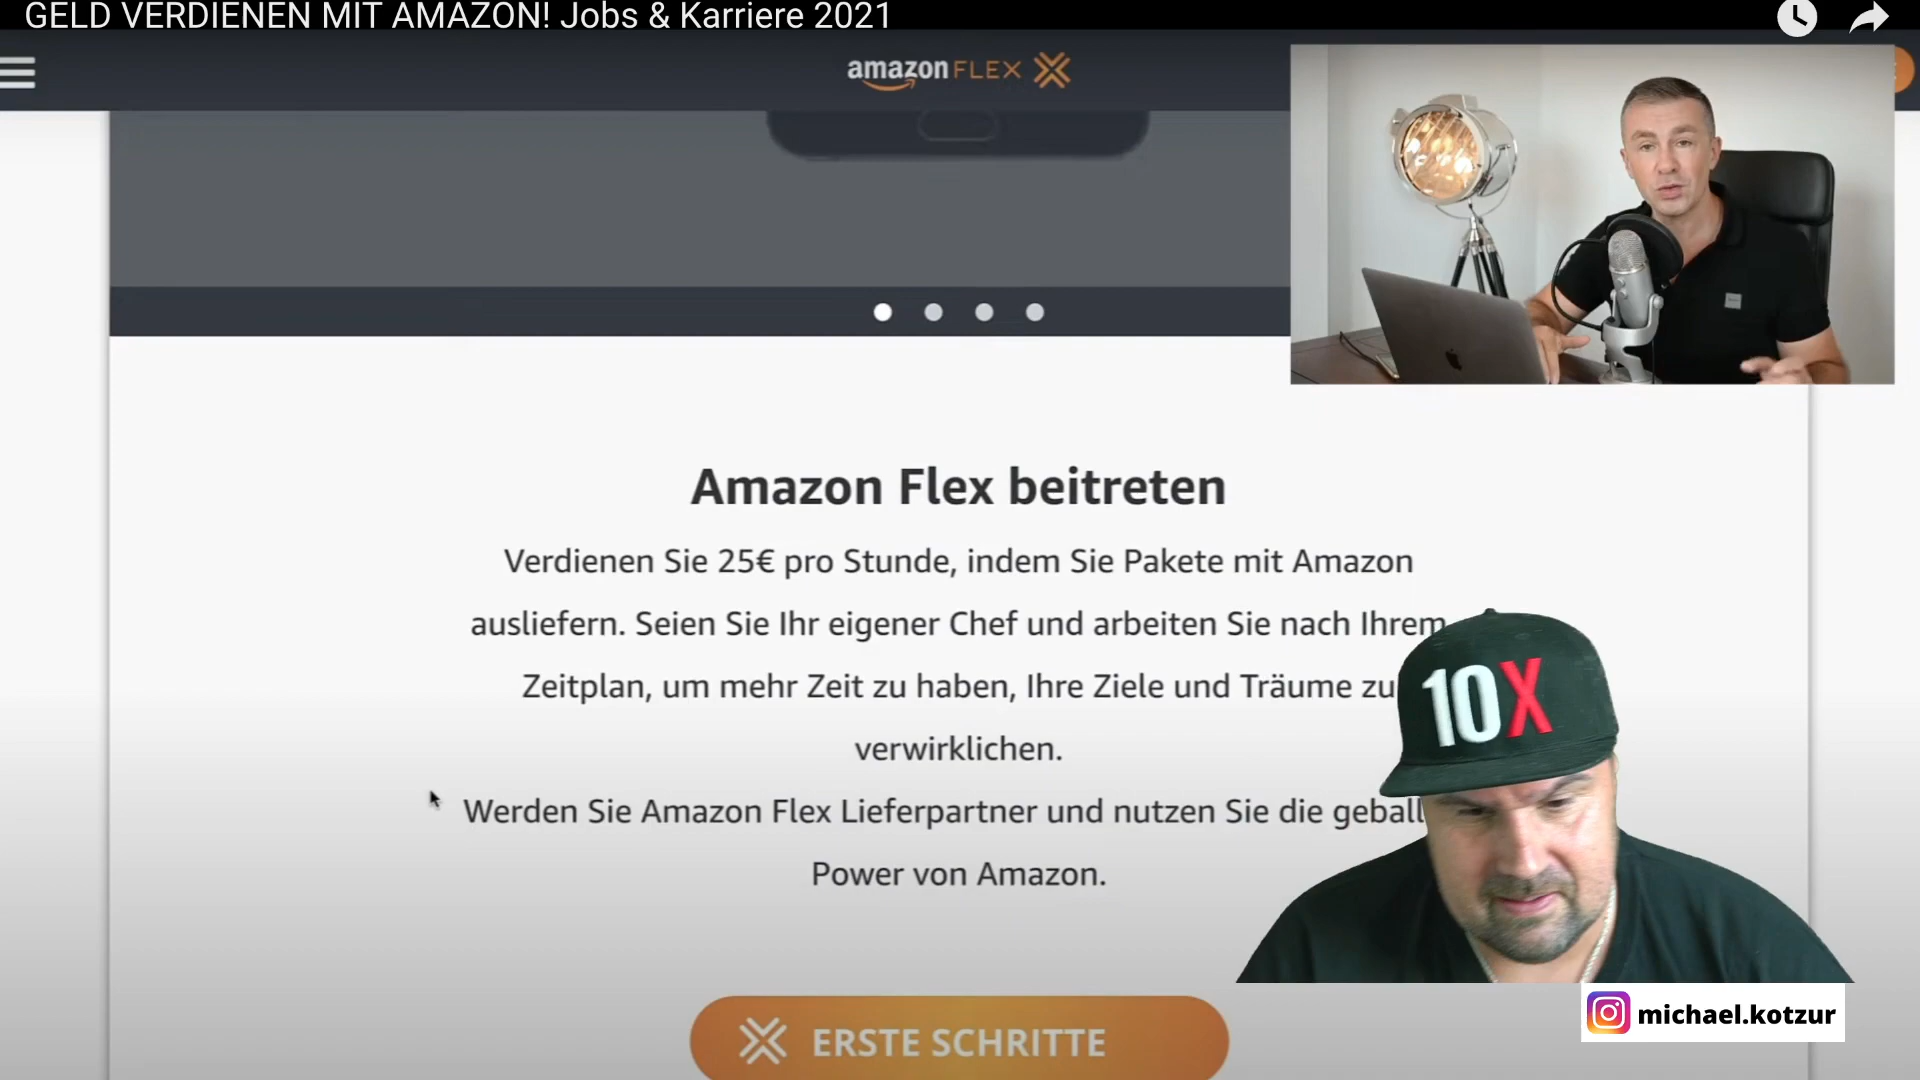 GELD VERDIENEN MIT AMAZON! Jobs & Karriere 2021
amazon FLEX
Amazon Flex beitreten
Verdienen Sie 25€ pro Stunde, indem Sie Pakete mit Amazon
ausliefern. Seien Sie Ihr eigener Chef und arbeiten Sie nach Ihrem
Zeitplan, um mehr Zeit zu haben, Ihre Ziele und Träume zu
verwirklichen.
Werden Sie Amazon Flex Lieferpartner und nutzen Sie die geball
Power von Amazon.
10X
ERSTE SCHRITTE
michael.kotzur